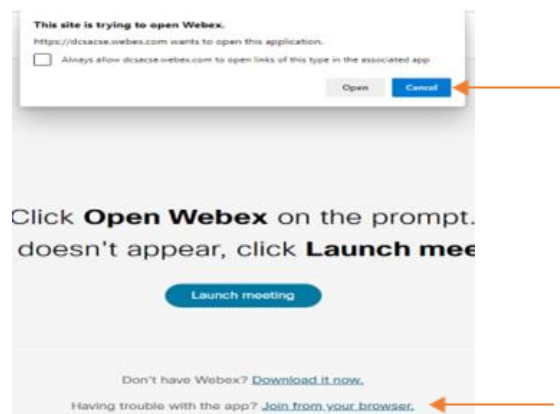 This site is trying to open Webex.
https://dcsacse.webex.com wants to open this application.
Always allow dcsacse.webex.com to open links of this type in the associated app
Open Cancel
Click Open Webex on the prompt.
doesn't appear, click Launch mee
Launch meeting
Don't have Webex? Download it now.
Having trouble with the app? Join from your browser.